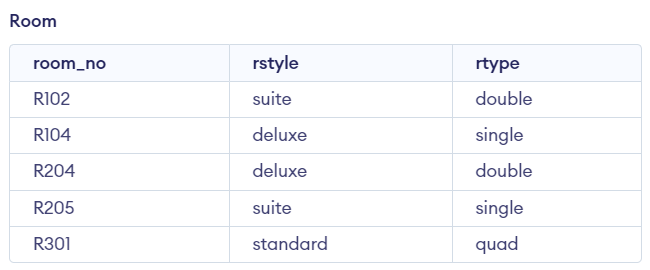 Room
room_no rstyle rtype
R102 suite double
R104 deluxe single
R204 deluxe double
R205 suite single
R301 standard quad